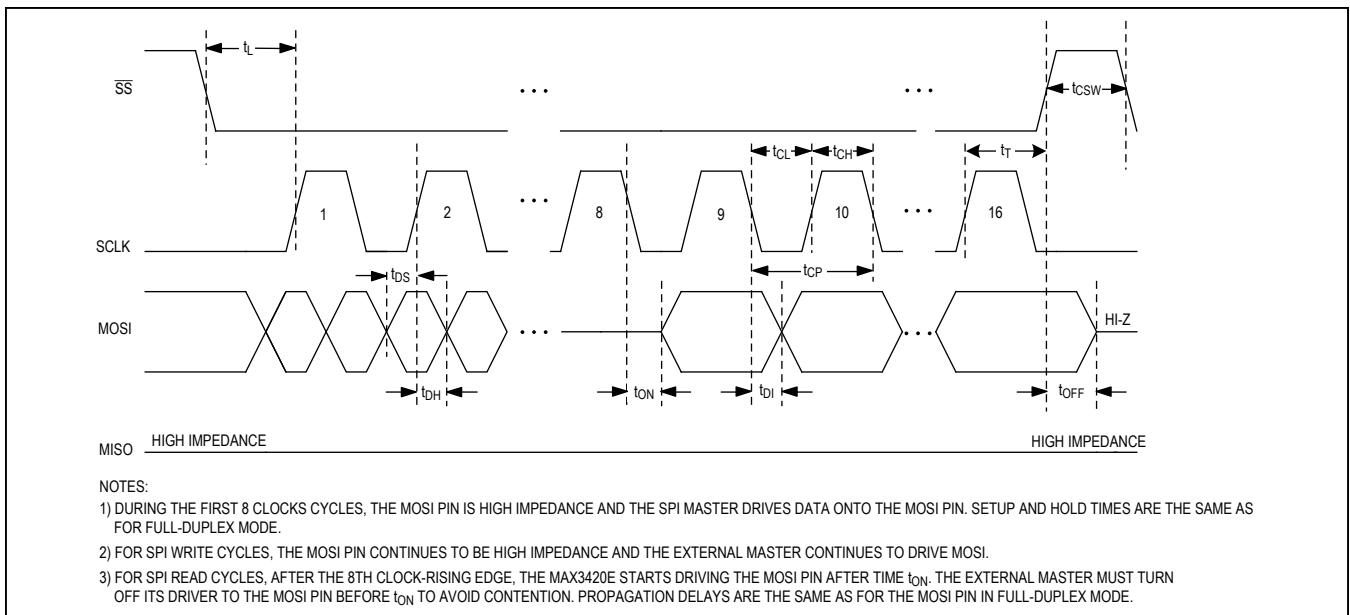 tL
SS
• • •
• • •
tCSW
tCL
tCH
tT
1
2
• • •
8
9
10
• • •
16
SCLK
tDS
tCP
MOSI
• • •
• • •
HI-Z
tDH
tON
tDI
tOFF
MISO
HIGH IMPEDANCE
HIGH IMPEDANCE
NOTES:
1) DURING THE FIRST 8 CLOCKS CYCLES, THE MOSI PIN IS HIGH IMPEDANCE AND THE SPI MASTER DRIVES DATA ONTO THE MOSI PIN. SETUP AND HOLD TIMES ARE THE SAME AS
FOR FULL-DUPLEX MODE.
2) FOR SPI WRITE CYCLES, THE MOSI PIN CONTINUES TO BE HIGH IMPEDANCE AND THE EXTERNAL MASTER CONTINUES TO DRIVE MOSI.
3) FOR SPI READ CYCLES, AFTER THE 8TH CLOCK-RISING EDGE, THE MAX3420E STARTS DRIVING THE MOSI PIN AFTER TIME tON. THE EXTERNAL MASTER MUST TURN
OFF ITS DRIVER TO THE MOSI PIN BEFORE tON TO AVOID CONTENTION. PROPAGATION DELAYS ARE THE SAME AS FOR THE MOSI PIN IN FULL-DUPLEX MODE.